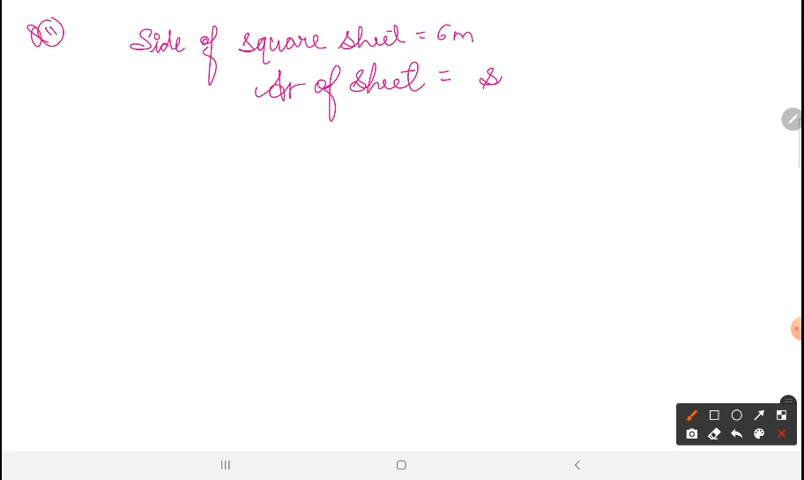 Q11 Side of square sheet = 6m
Ar of sheet = s